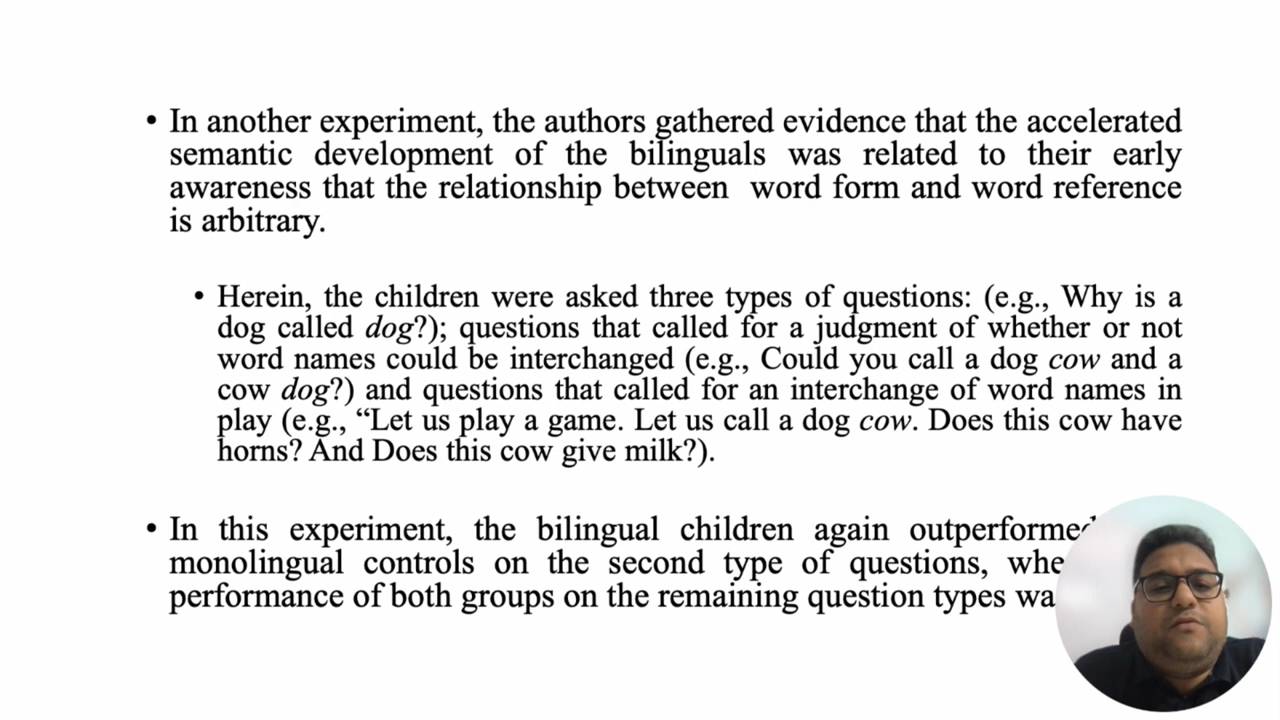 • In another experiment, the authors gathered evidence that the accelerated
semantic development of the bilinguals was related to their early
awareness that the relationship between word form and word reference
is arbitrary.
• Herein, the children were asked three types of questions: (e.g., Why is a
dog called dog?); questions that called for a judgment of whether or not
word names could be interchanged (e.g., Could you call a dog cow and a
cow dog?) and questions that called for an interchange of word names in
play (e.g., “Let us play a game. Let us call a dog cow. Does this cow have
horns? And Does this cow give milk?).
• In this experiment, the bilingual children again outperformed
monolingual controls on the second type of questions,
performance of both groups on the remaining question types